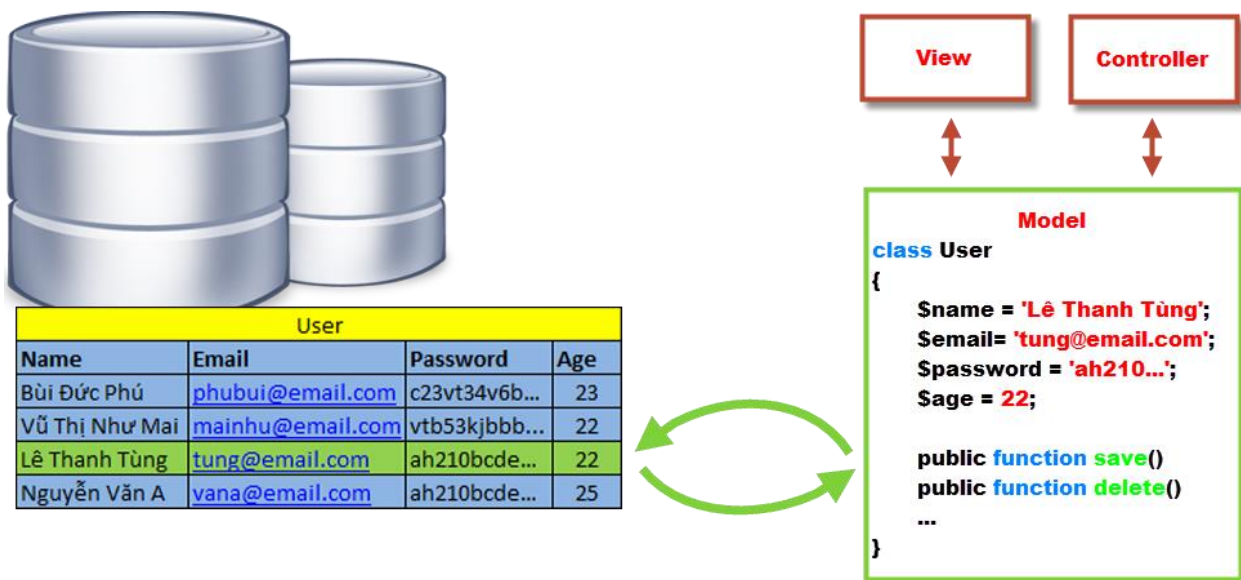 View
Controller
Model
class User
{
$name = 'Lê Thanh Tùng';
$email= 'tung@email.com';
$password = 'ah210...';
$age = 22;
public function save()
public function delete()
...
}
User
Name Email Password Age
Bùi Đức Phú phubui@email.com c23vt34v6b... 23
Vũ Thị Như Mai mainhu@email.com vtb53kjbbb... 22
Lê Thanh Tùng tung@email.com ah210bcde... 22
Nguyễn Văn A vana@email.com ah210bcde... 25